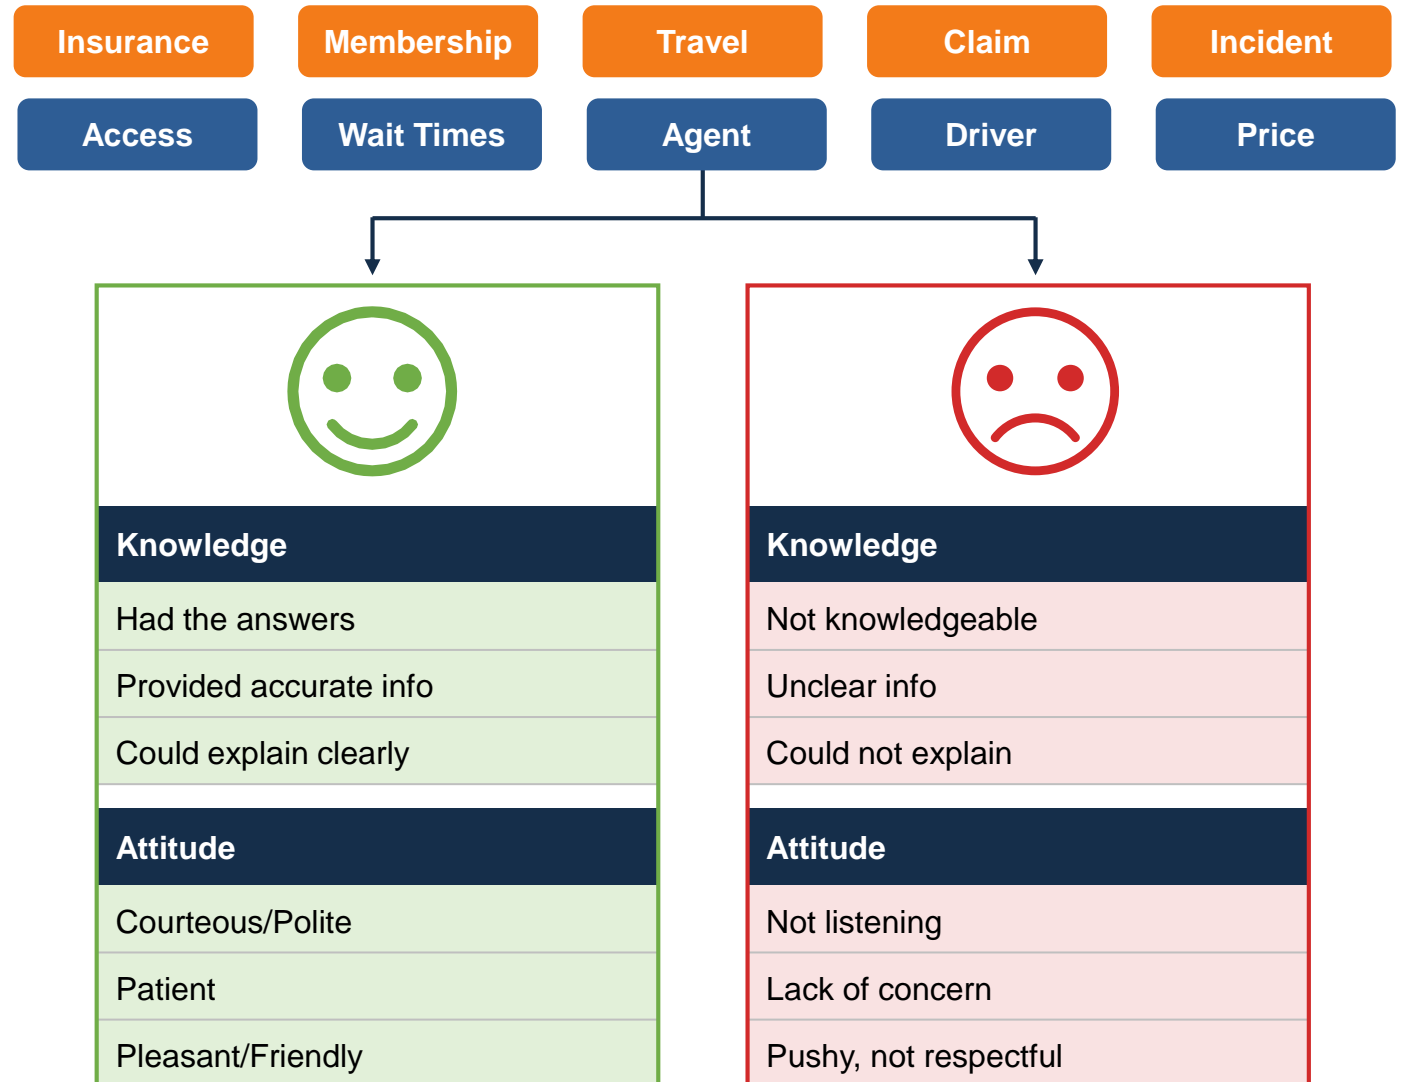 Insurance
Membership
Travel
Claim
Incident
Access
Wait Times
Agent
Driver
Price
Knowledge
Had the answers
Provided accurate info
Could explain clearly
Attitude
Courteous/Polite
Patient
Pleasant/Friendly
Knowledge
Not knowledgeable
Unclear info
Could not explain
Attitude
Not listening
Lack of concern
Pushy, not respectful